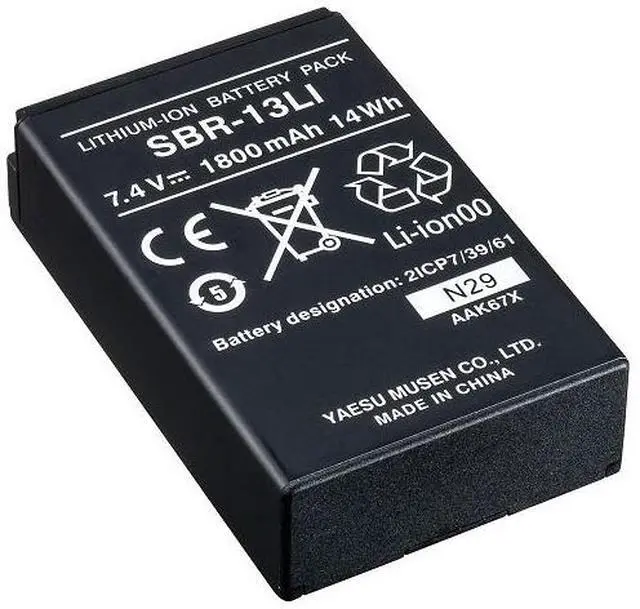 LITHIUM-ION BATTERY PACK
SBR-13LI
7.4V⎓ 1800mAh 14Wh
CE
Li-ion00
5
Battery designation: 2ICP7/39/61
N29
AAK67X
YAESU MUSEN CO., LTD.
MADE IN CHINA